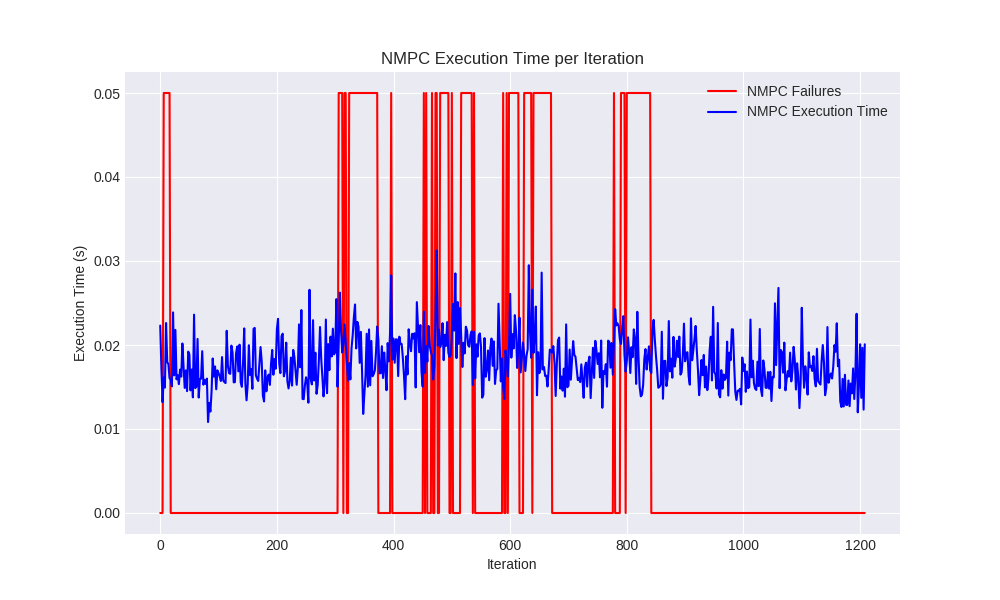 NMPC Execution Time per Iteration
NMPC Failures
NMPC Execution Time
0.05
0.04
0.03
0.02
0.01
0.00
Execution Time (s)
0 200 400 600 800 1000 1200
Iteration